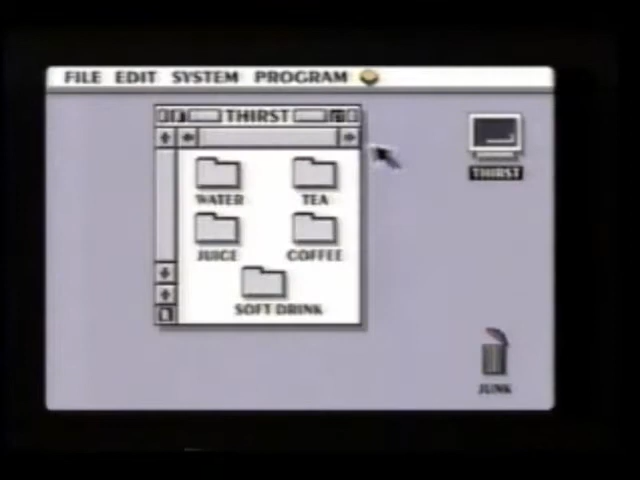 FILE EDIT SYSTEM PROGRAM
THIRST
WATER TEA
JUICE COFFEE
SOFT DRINK
THIRST
JUNK